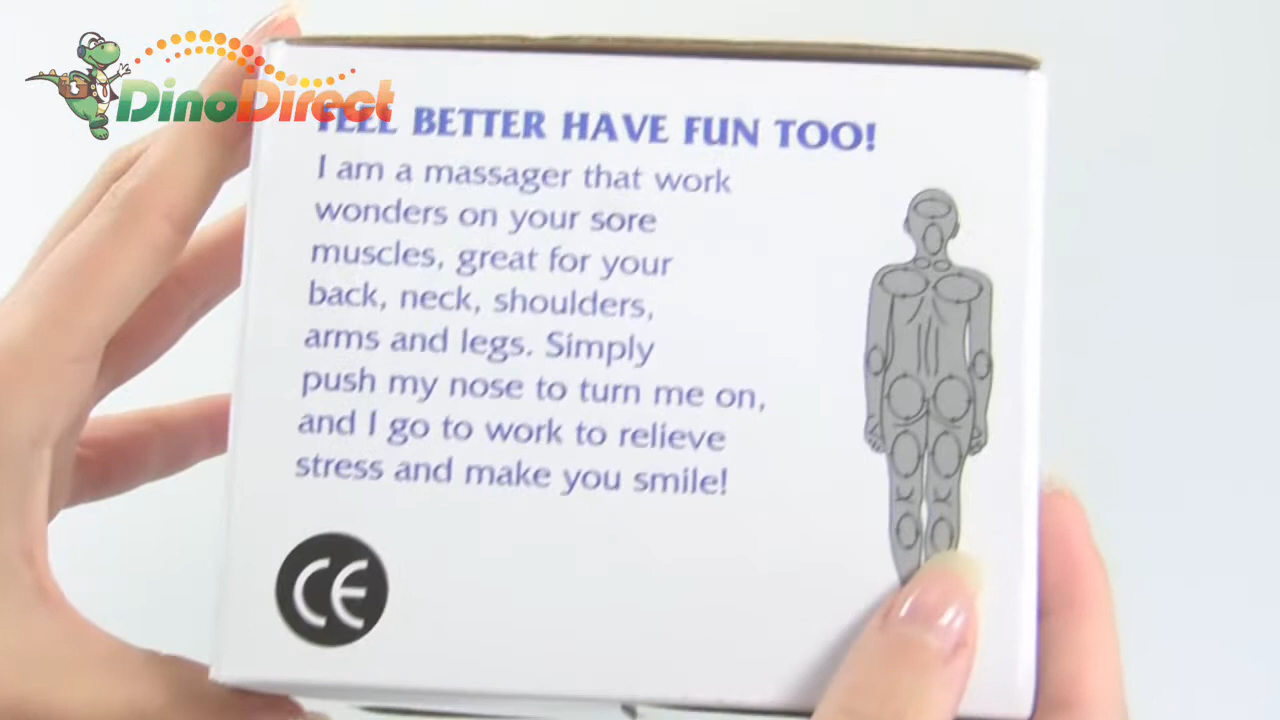 DinoDirect
FEEL BETTER HAVE FUN TOO!
I am a massager that work
wonders on your sore
muscles, great for your
back, neck, shoulders,
arms and legs. Simply
push my nose to turn me on,
and I go to work to relieve
stress and make you smile!
CE